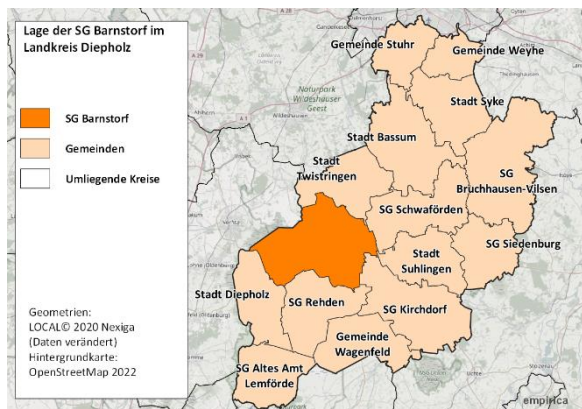 Lage der SG Barnstorf im
Landkreis Diepholz
SG Barnstorf
Gemeinden
Umliegende Kreise
Geometrien:
LOCAL© 2020 Nexiga
(Daten verändert)
Hintergrundkarte:
OpenStreetMap 2022
Gemeinde Stuhr
Gemeinde Weyhe
Stadt Syke
Stadt Bassum
Stadt
Twistringen
SG
Bruchhausen-Vilsen
SG Schwaförden
SG Siedenburg
Stadt
Suhlingen
Stadt Diepholz
SG Rehden
SG Kirchdorf
Gemeinde
Wagenfeld
SG Altes Amt
Lemförde
Naturpark
Wildeshauser
Geest
A 1
empirica